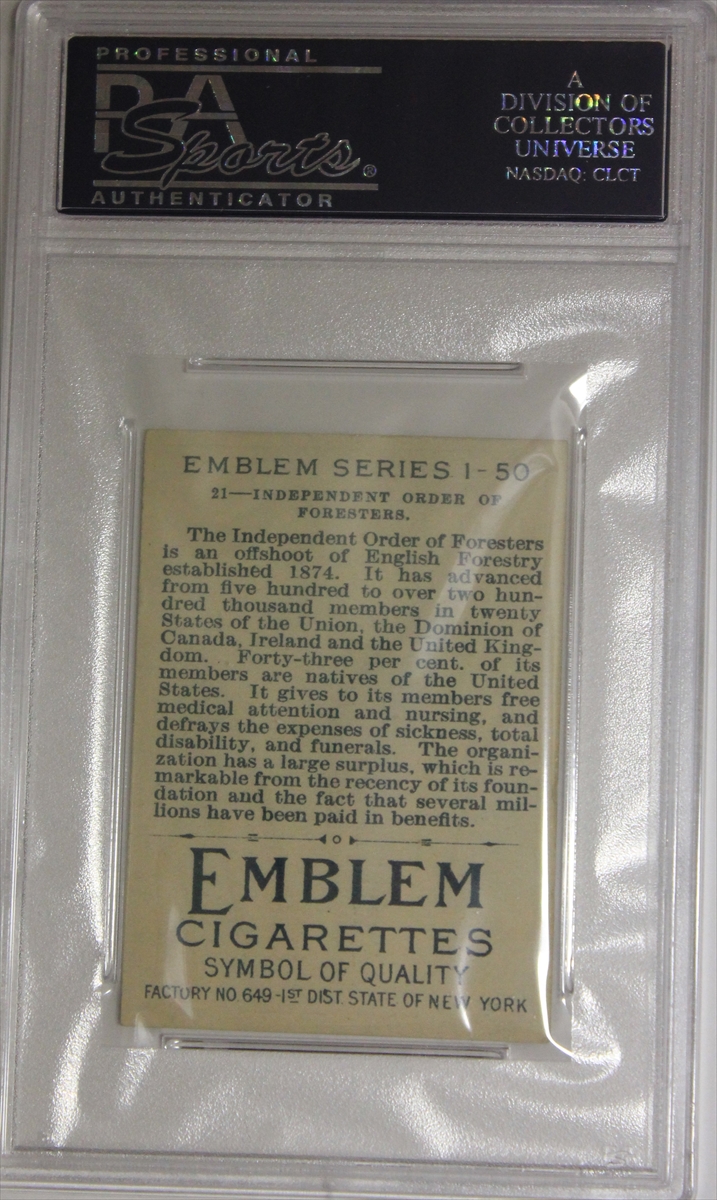 PROFESSIONAL
PSA
Sports®
AUTHENTICATOR
A
DIVISION OF
COLLECTORS
UNIVERSE
NASDAQ: CLCT
EMBLEM SERIES 1-50
21—INDEPENDENT ORDER OF
FORESTERS.
The Independent Order of Foresters
is an offshoot of English Forestry
established 1874. It has advanced
from five hundred to over two hun-
dred thousand members in twenty
States of the Union, the Dominion of
Canada, Ireland and the United King-
dom. Forty-three per cent. of its
members are natives of the United
States. It gives to its members free
medical attention and nursing, and
defrays the expenses of sickness, total
disability, and funerals. The organi-
zation has a large surplus, which is re-
markable from the recency of its foun-
dation and the fact that several mil-
lions have been paid in benefits.
EMBLEM
CIGARETTES
SYMBOL OF QUALITY
FACTORY NO. 649-1ST DIST. STATE OF NEW YORK